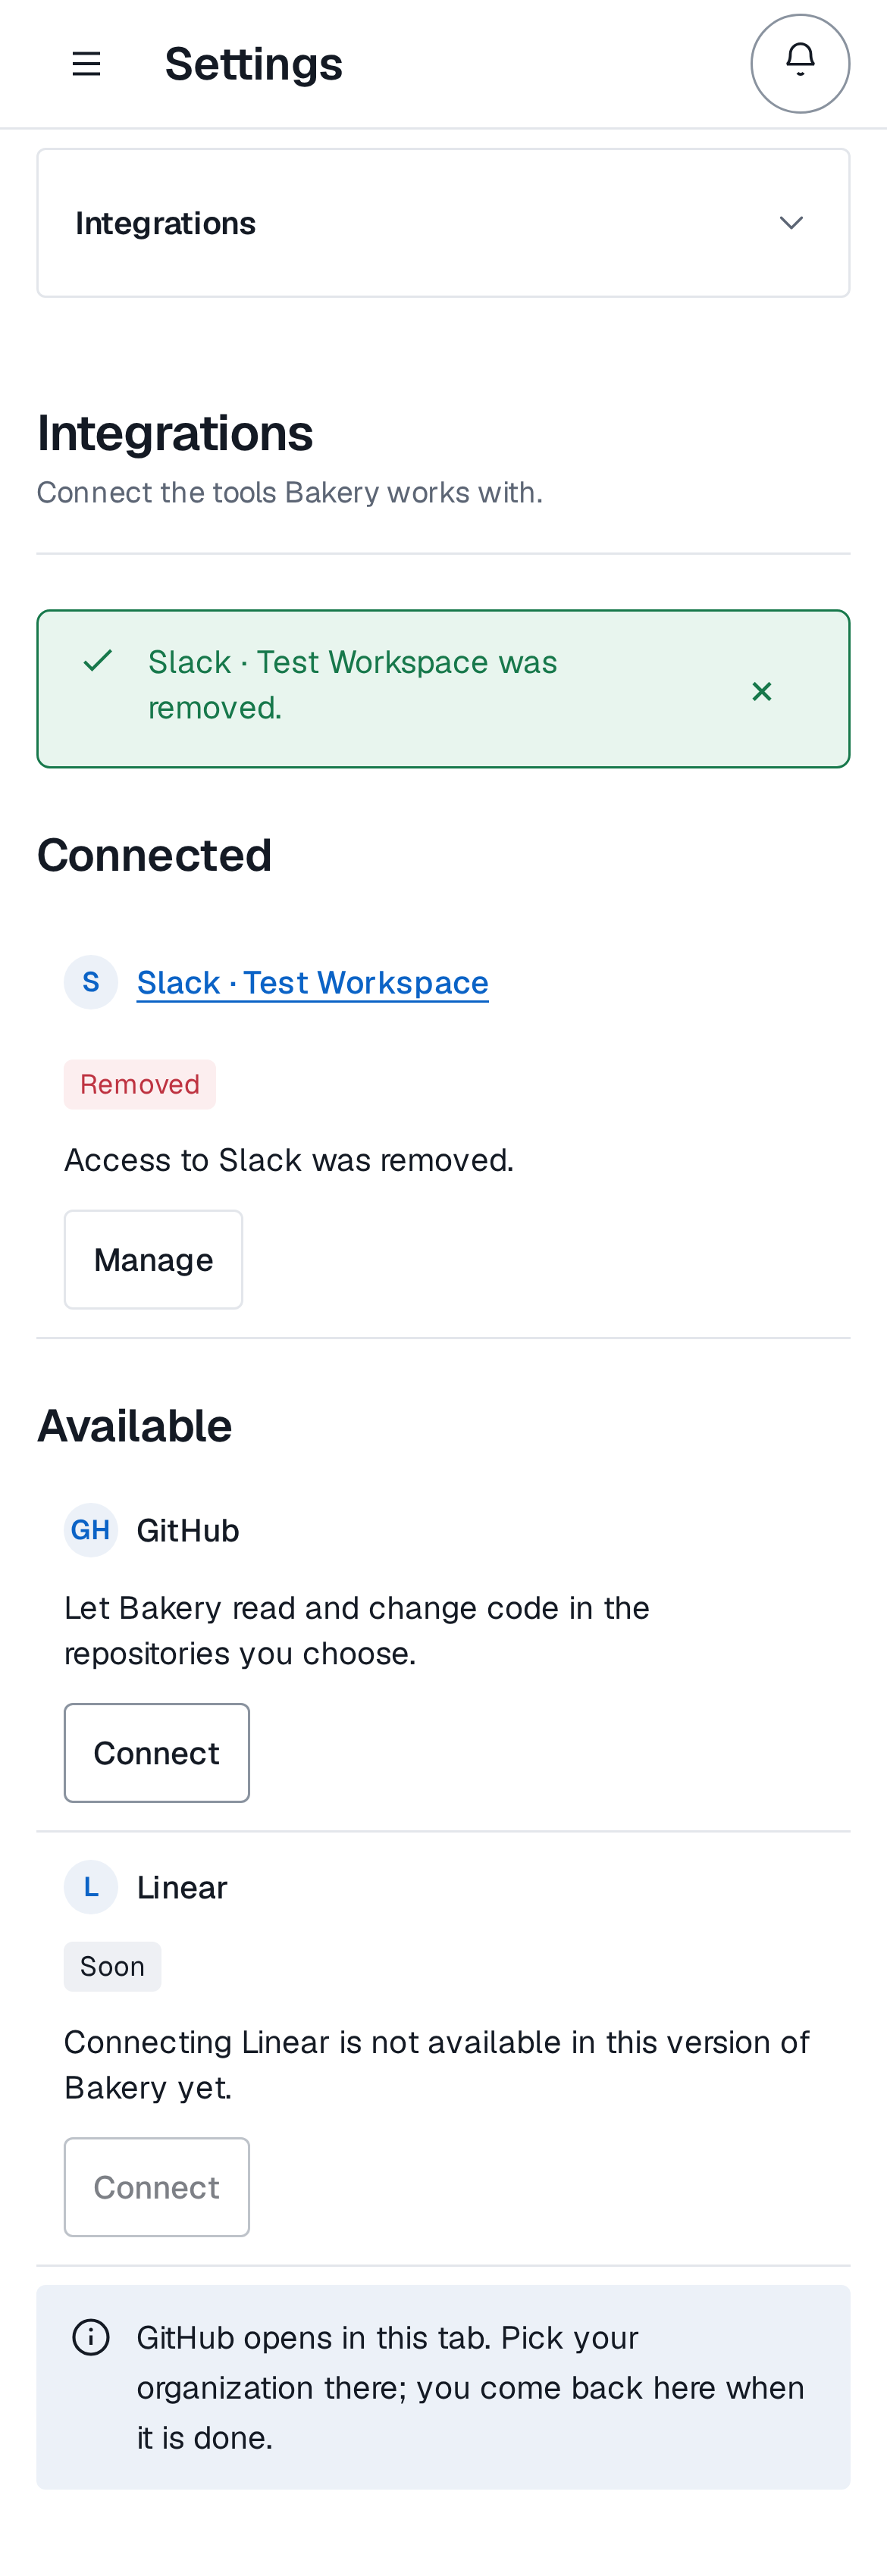 Settings
Integrations
Integrations
Connect the tools Bakery works with.
Slack · Test Workspace was
removed.
Connected
S Slack · Test Workspace
Removed
Access to Slack was removed.
Manage
Available
GH GitHub
Let Bakery read and change code in the
repositories you choose.
Connect
L Linear
Soon
Connecting Linear is not available in this version of
Bakery yet.
Connect
GitHub opens in this tab. Pick your
organization there; you come back here when
it is done.